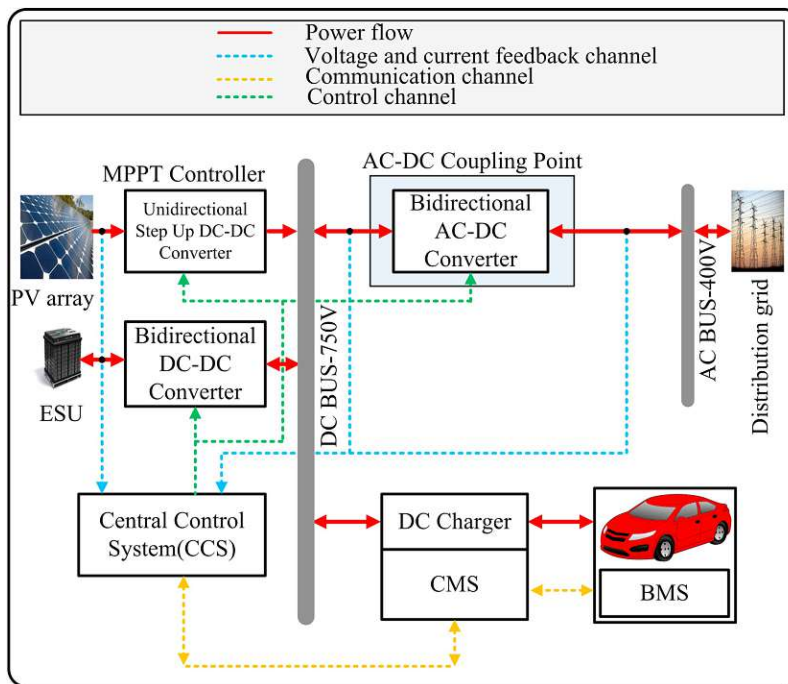 Power flow
Voltage and current feedback channel
Communication channel
Control channel
MPPT Controller
AC-DC Coupling Point
Unidirectional
Step Up DC-DC
Converter
Bidirectional
AC-DC
Converter
PV array
Bidirectional
DC-DC
Converter
ESU
DC BUS-750V
AC BUS-400V
Distribution grid
Central Control
System(CCS)
DC Charger
CMS
BMS